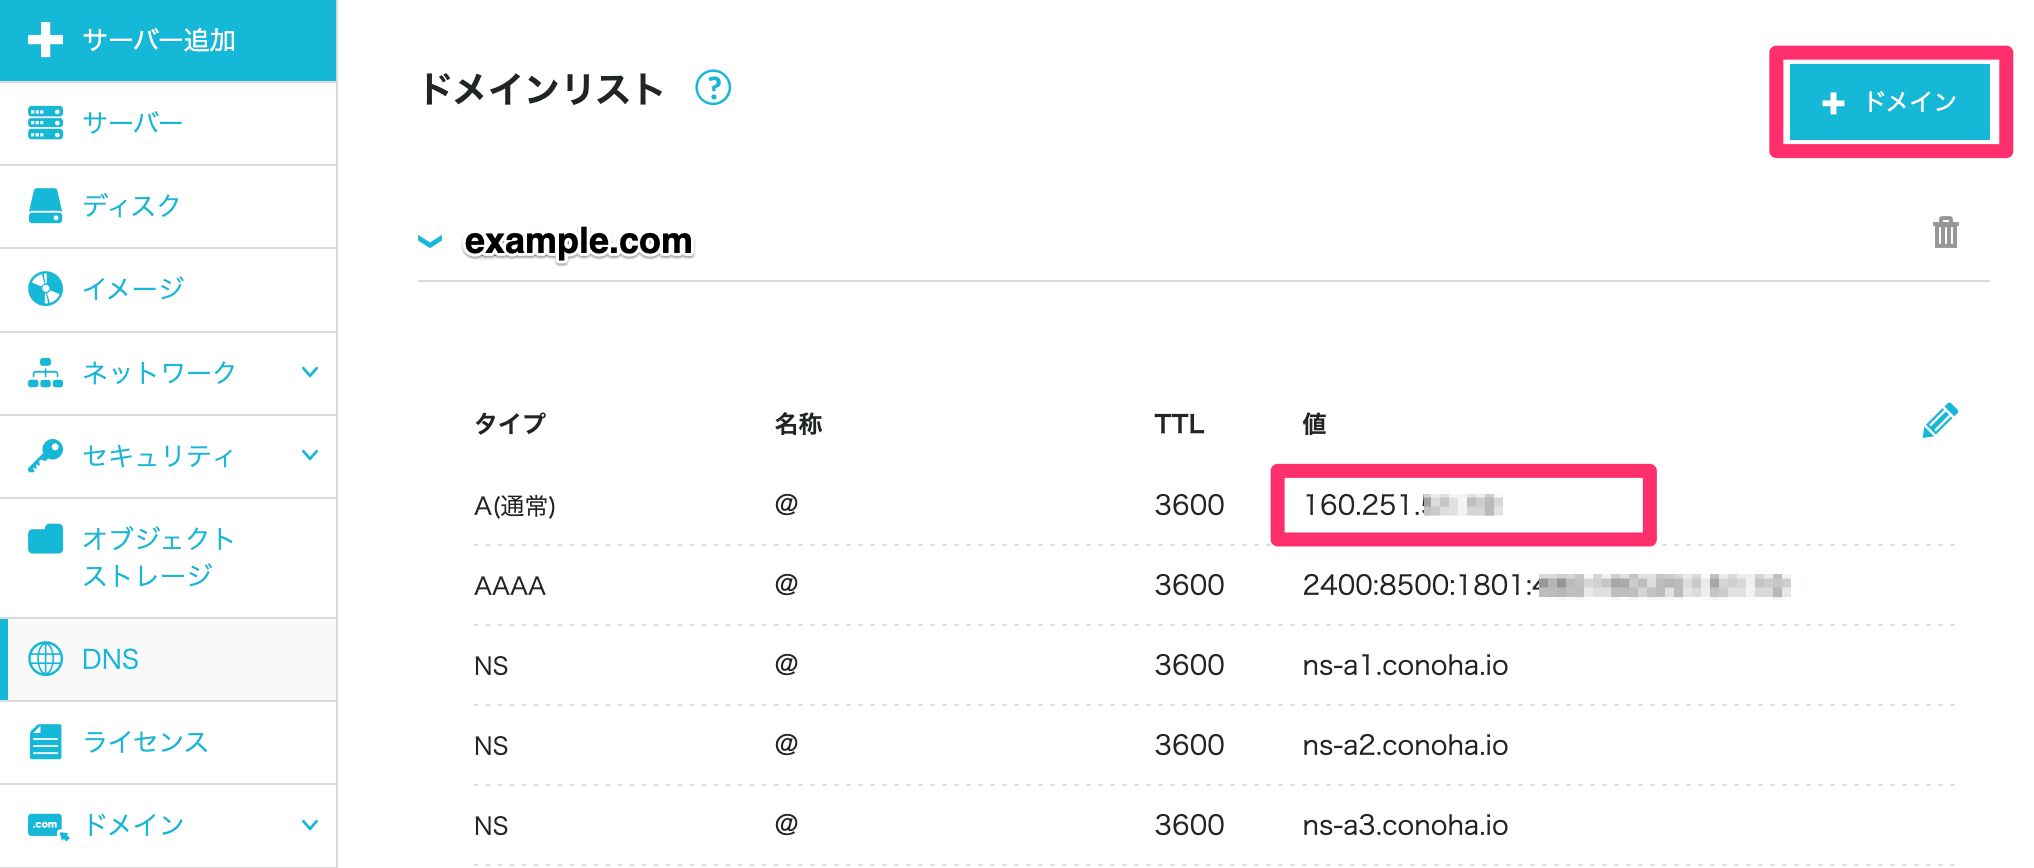 サーバー追加
サーバー
ディスク
イメージ
ネットワーク
セキュリティ
オブジェクト
ストレージ
DNS
ライセンス
.com ドメイン
ドメインリスト ?
ドメイン
example.com
タイプ 名称 TTL 値
A(通常) @ 3600 160.251.
AAAA @ 3600 2400:8500:1801:
NS @ 3600 ns-a1.conoha.io
NS @ 3600 ns-a2.conoha.io
NS @ 3600 ns-a3.conoha.io